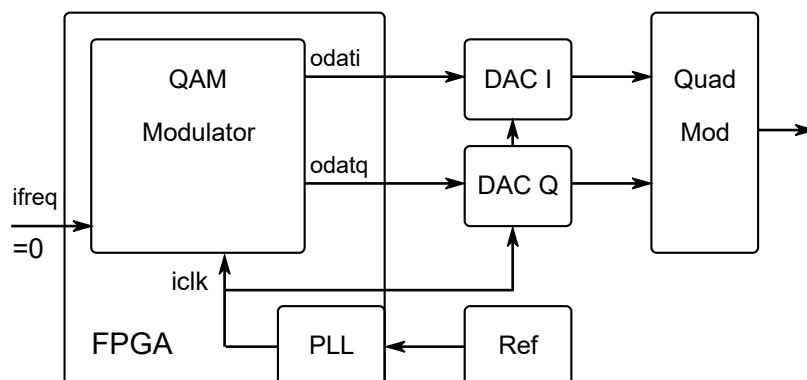 odati
QAM
Modulator
DAC I
Quad
Mod
odatq
DAC Q
ifreq
=0
iclk
FPGA
PLL
Ref